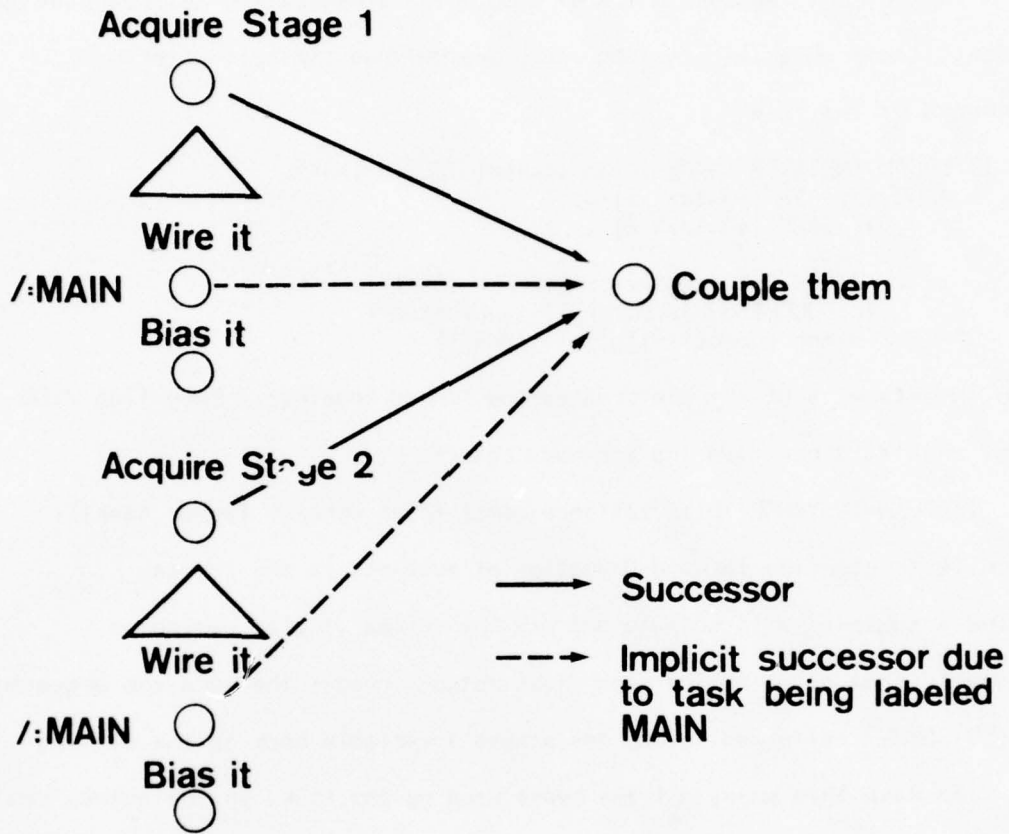 Acquire Stage 1
Wire it
/:MAIN
Couple them
Bias it
Acquire Stage 2
Successor
Wire it
Implicit successor due
to task being labeled
MAIN
/:MAIN
Bias it